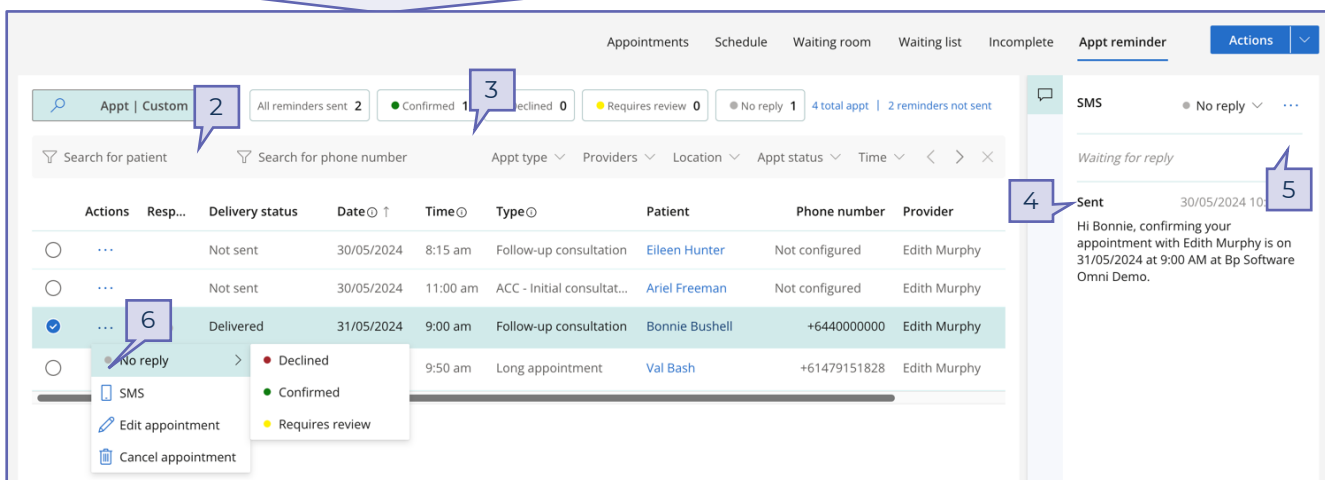 Appointments Schedule Waiting room Waiting list Incomplete Appt reminder Actions
Appt | Custom 2 All reminders sent 2 Confirmed 1 3 Declined 0 Requires review 0 No reply 1 4 total appt | 2 reminders not sent
Search for patient Search for phone number Appt type Providers Location Appt status Time
Actions Resp... Delivery status Date Time Type Patient Phone number Provider
... Not sent 30/05/2024 8:15 am Follow-up consultation Eileen Hunter Not configured Edith Murphy
... Not sent 30/05/2024 11:00 am ACC - Initial consultat... Ariel Freeman Not configured Edith Murphy
... 6 Delivered 31/05/2024 9:00 am Follow-up consultation Bonnie Bushell +6440000000 Edith Murphy
9:50 am Long appointment Val Bash +61479151828 Edith Murphy
No reply
SMS
Edit appointment
Cancel appointment
Declined
Confirmed
Requires review
SMS No reply ...
Waiting for reply
5
4 Sent 30/05/2024
Hi Bonnie, confirming your
appointment with Edith Murphy is on
31/05/2024 at 9:00 AM at Bp Software
Omni Demo.